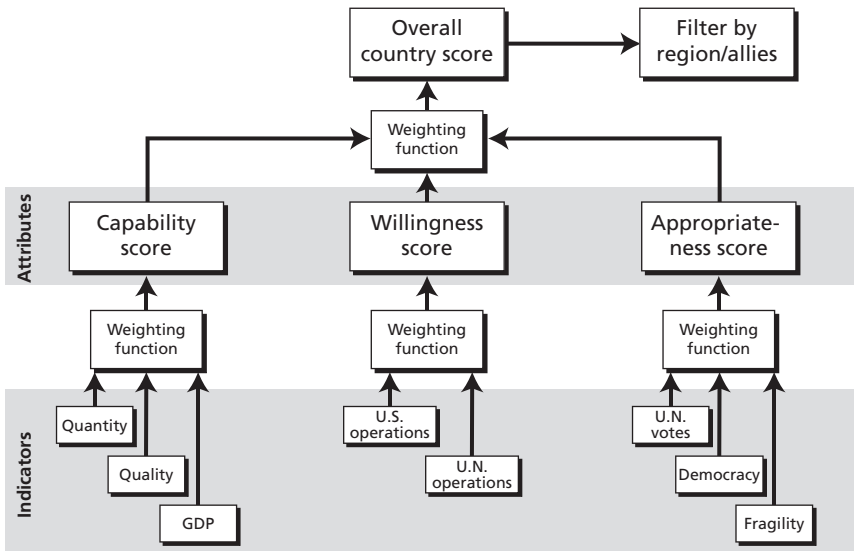 Overall
country score
Filter by
region/allies
Weighting
function
Attributes
Capability
score
Willingness
score
Appropriate-
ness score
Weighting
function
Weighting
function
Weighting
function
Indicators
Quantity
Quality
GDP
U.S.
operations
U.N.
operations
U.N.
votes
Democracy
Fragility